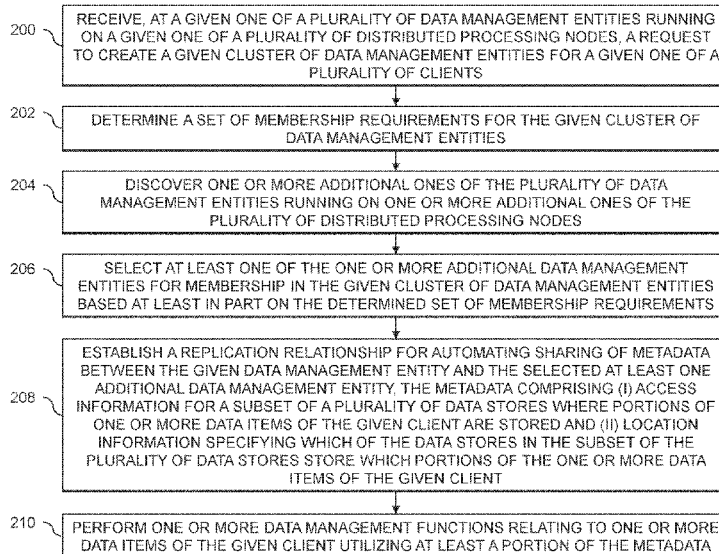 200
RECEIVE, AT A GIVEN ONE OF A PLURALITY OF DATA MANAGEMENT ENTITIES RUNNING
ON A GIVEN ONE OF A PLURALITY OF DISTRIBUTED PROCESSING NODES, A REQUEST
TO CREATE A GIVEN CLUSTER OF DATA MANAGEMENT ENTITIES FOR A GIVEN ONE OF A
PLURALITY OF CLIENTS
202
DETERMINE A SET OF MEMBERSHIP REQUIREMENTS FOR THE GIVEN CLUSTER OF
DATA MANAGEMENT ENTITIES
204
DISCOVER ONE OR MORE ADDITIONAL ONES OF THE PLURALITY OF DATA
MANAGEMENT ENTITIES RUNNING ON ONE OR MORE ADDITIONAL ONES OF THE
PLURALITY OF DISTRIBUTED PROCESSING NODES
206
SELECT AT LEAST ONE OF THE ONE OR MORE ADDITIONAL DATA MANAGEMENT
ENTITIES FOR MEMBERSHIP IN THE GIVEN CLUSTER OF DATA MANAGEMENT ENTITIES
BASED AT LEAST IN PART ON THE DETERMINED SET OF MEMBERSHIP REQUIREMENTS
208
ESTABLISH A REPLICATION RELATIONSHIP FOR AUTOMATING SHARING OF METADATA
BETWEEN THE GIVEN DATA MANAGEMENT ENTITY AND THE SELECTED AT LEAST ONE
ADDITIONAL DATA MANAGEMENT ENTITY, THE METADATA COMPRISING (I) ACCESS
INFORMATION FOR A SUBSET OF A PLURALITY OF DATA STORES WHERE PORTIONS OF
ONE OR MORE DATA ITEMS OF THE GIVEN CLIENT ARE STORED AND (II) LOCATION
INFORMATION SPECIFYING WHICH OF THE DATA STORES IN THE SUBSET OF THE
PLURALITY OF DATA STORES STORE WHICH PORTIONS OF THE ONE OR MORE DATA
ITEMS OF THE GIVEN CLIENT
210
PERFORM ONE OR MORE DATA MANAGEMENT FUNCTIONS RELATING TO ONE OR MORE
DATA ITEMS OF THE GIVEN CLIENT UTILIZING AT LEAST A PORTION OF THE METADATA